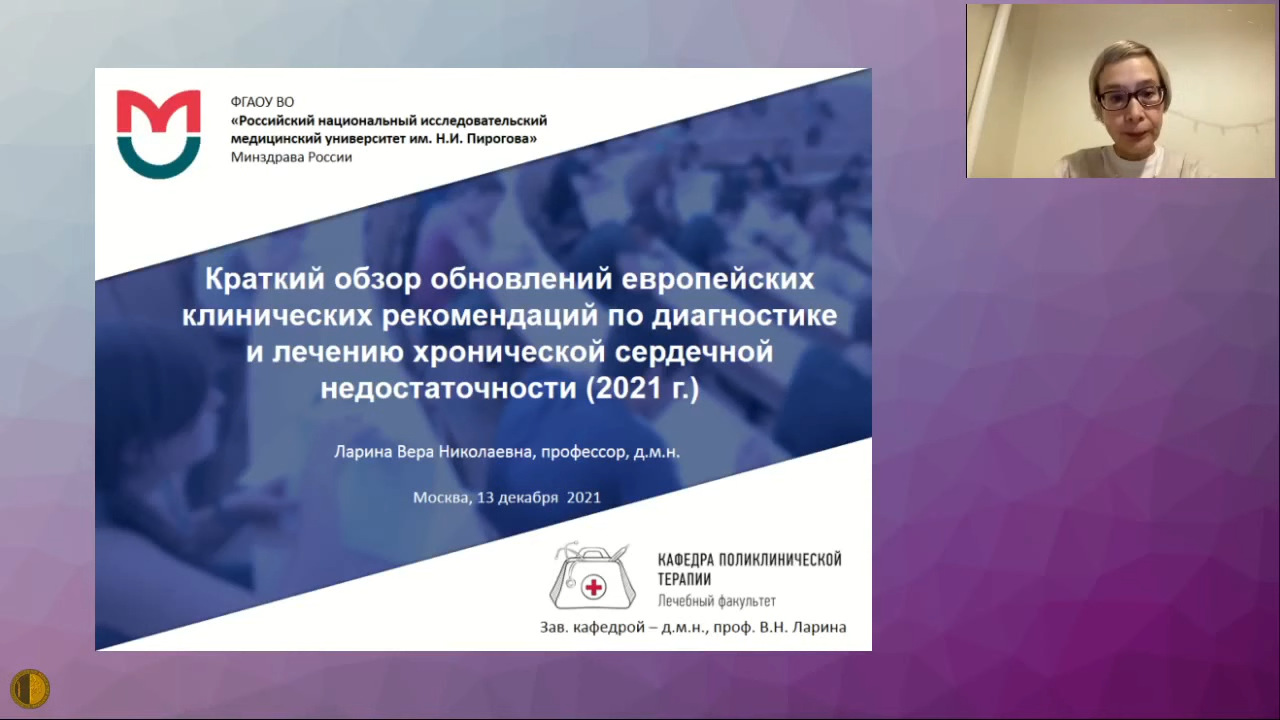 ФГАОУ ВО
«Российский национальный исследовательский
медицинский университет им. Н.И. Пирогова»
Минздрава России
Краткий обзор обновлений европейских
клинических рекомендаций по диагностике
и лечению хронической сердечной
недостаточности (2021 г.)
Ларина Вера Николаевна, профессор, д.м.н.
Москва, 13 декабря 2021
КАФЕДРА ПОЛИКЛИНИЧЕСКОЙ
ТЕРАПИИ
Лечебный факультет
Зав. кафедрой – д.м.н., проф. В.Н. Ларина